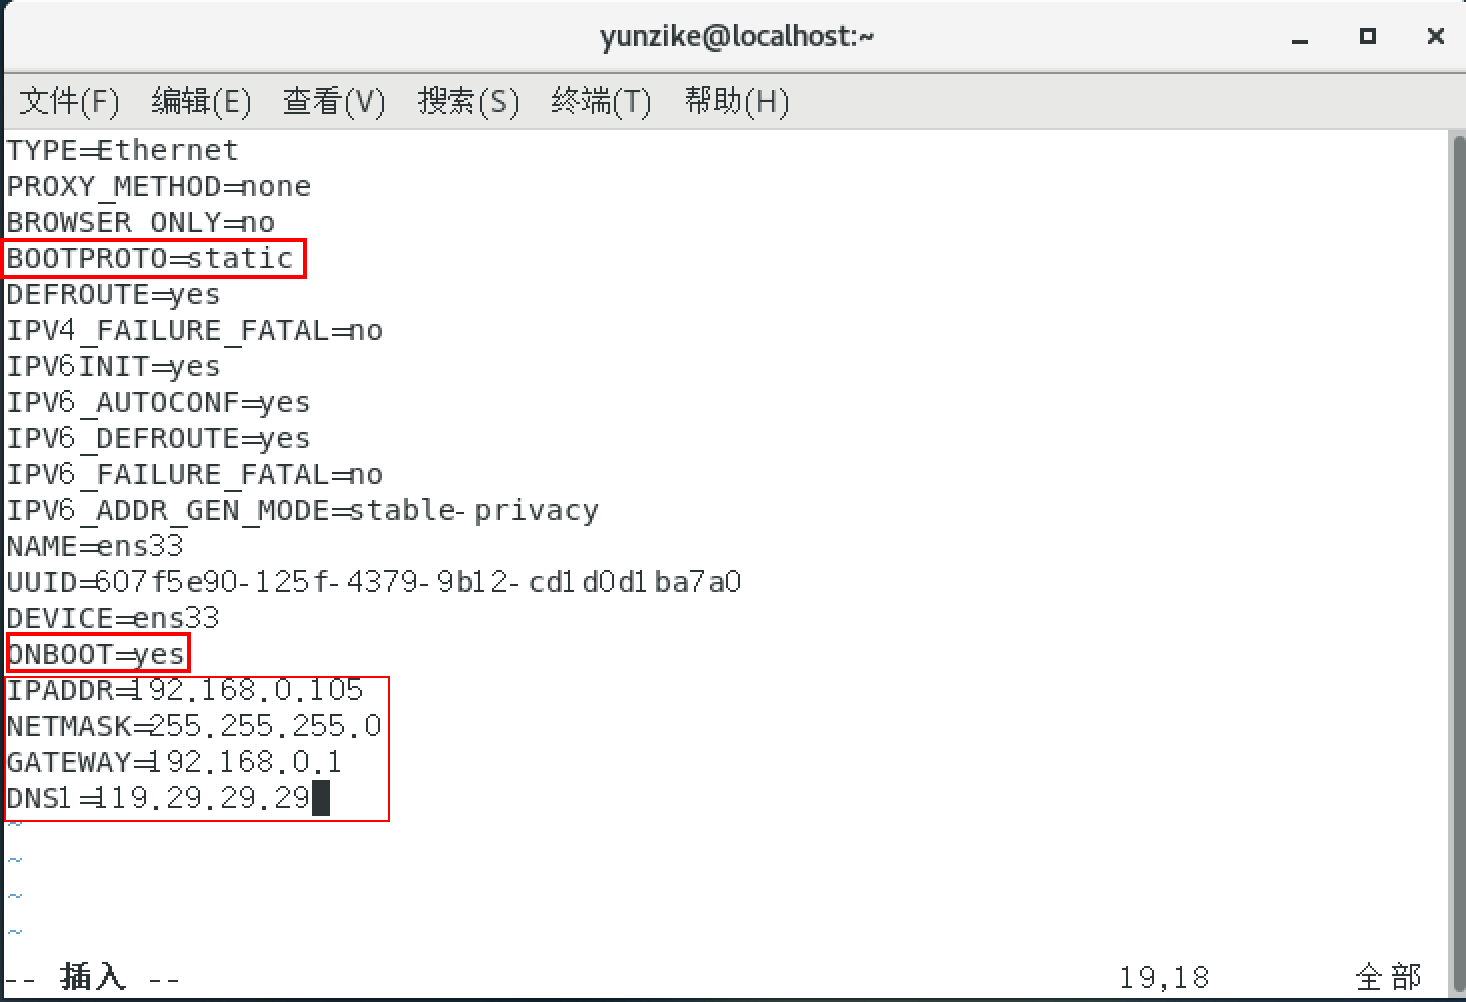 yunzike@localhost:~
文件(F) 编辑(E) 查看(V) 搜索(S) 终端(T) 帮助(H)
TYPE=Ethernet
PROXY_METHOD=none
BROWSER_ONLY=no
BOOTPROTO=static
DEFROUTE=yes
IPV4_FAILURE_FATAL=no
IPV6INIT=yes
IPV6_AUTOCONF=yes
IPV6_DEFROUTE=yes
IPV6_FAILURE_FATAL=no
IPV6_ADDR_GEN_MODE=stable-privacy
NAME=ens33
UUID=607f5e90-125f-4379-9b12-cd1d0d1ba7a0
DEVICE=ens33
ONBOOT=yes
IPADDR=192.168.0.105
NETMASK=255.255.255.0
GATEWAY=192.168.0.1
DNS1=119.29.29.29
~
~
~
~
-- 插入 -- 19,18 全部